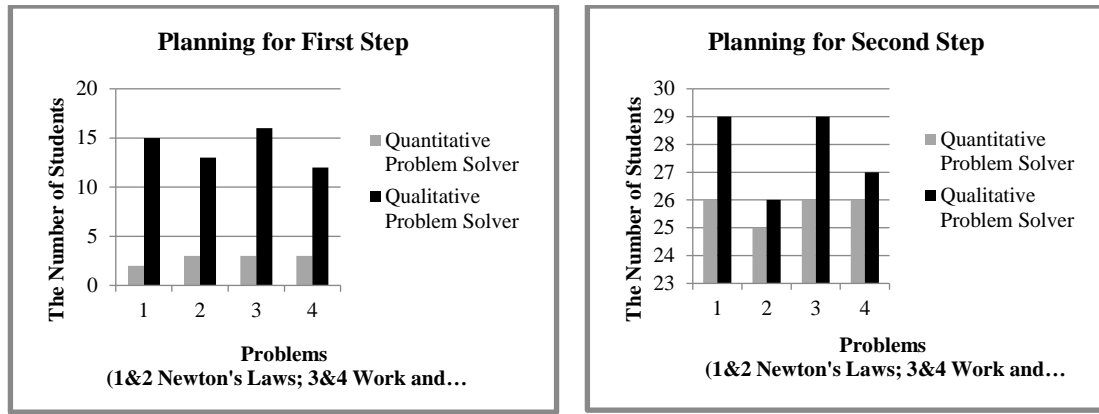 Planning for First Step
The Number of Students
20
15
10
5
0
1 2 3 4
Problems
(1&2 Newton's Laws; 3&4 Work and…
Quantitative
Problem Solver
Qualitative
Problem Solver
Planning for Second Step
The Number of Students
30
29
28
27
26
25
24
23
1 2 3 4
Problems
(1&2 Newton's Laws; 3&4 Work and…
Quantitative
Problem Solver
Qualitative
Problem Solver